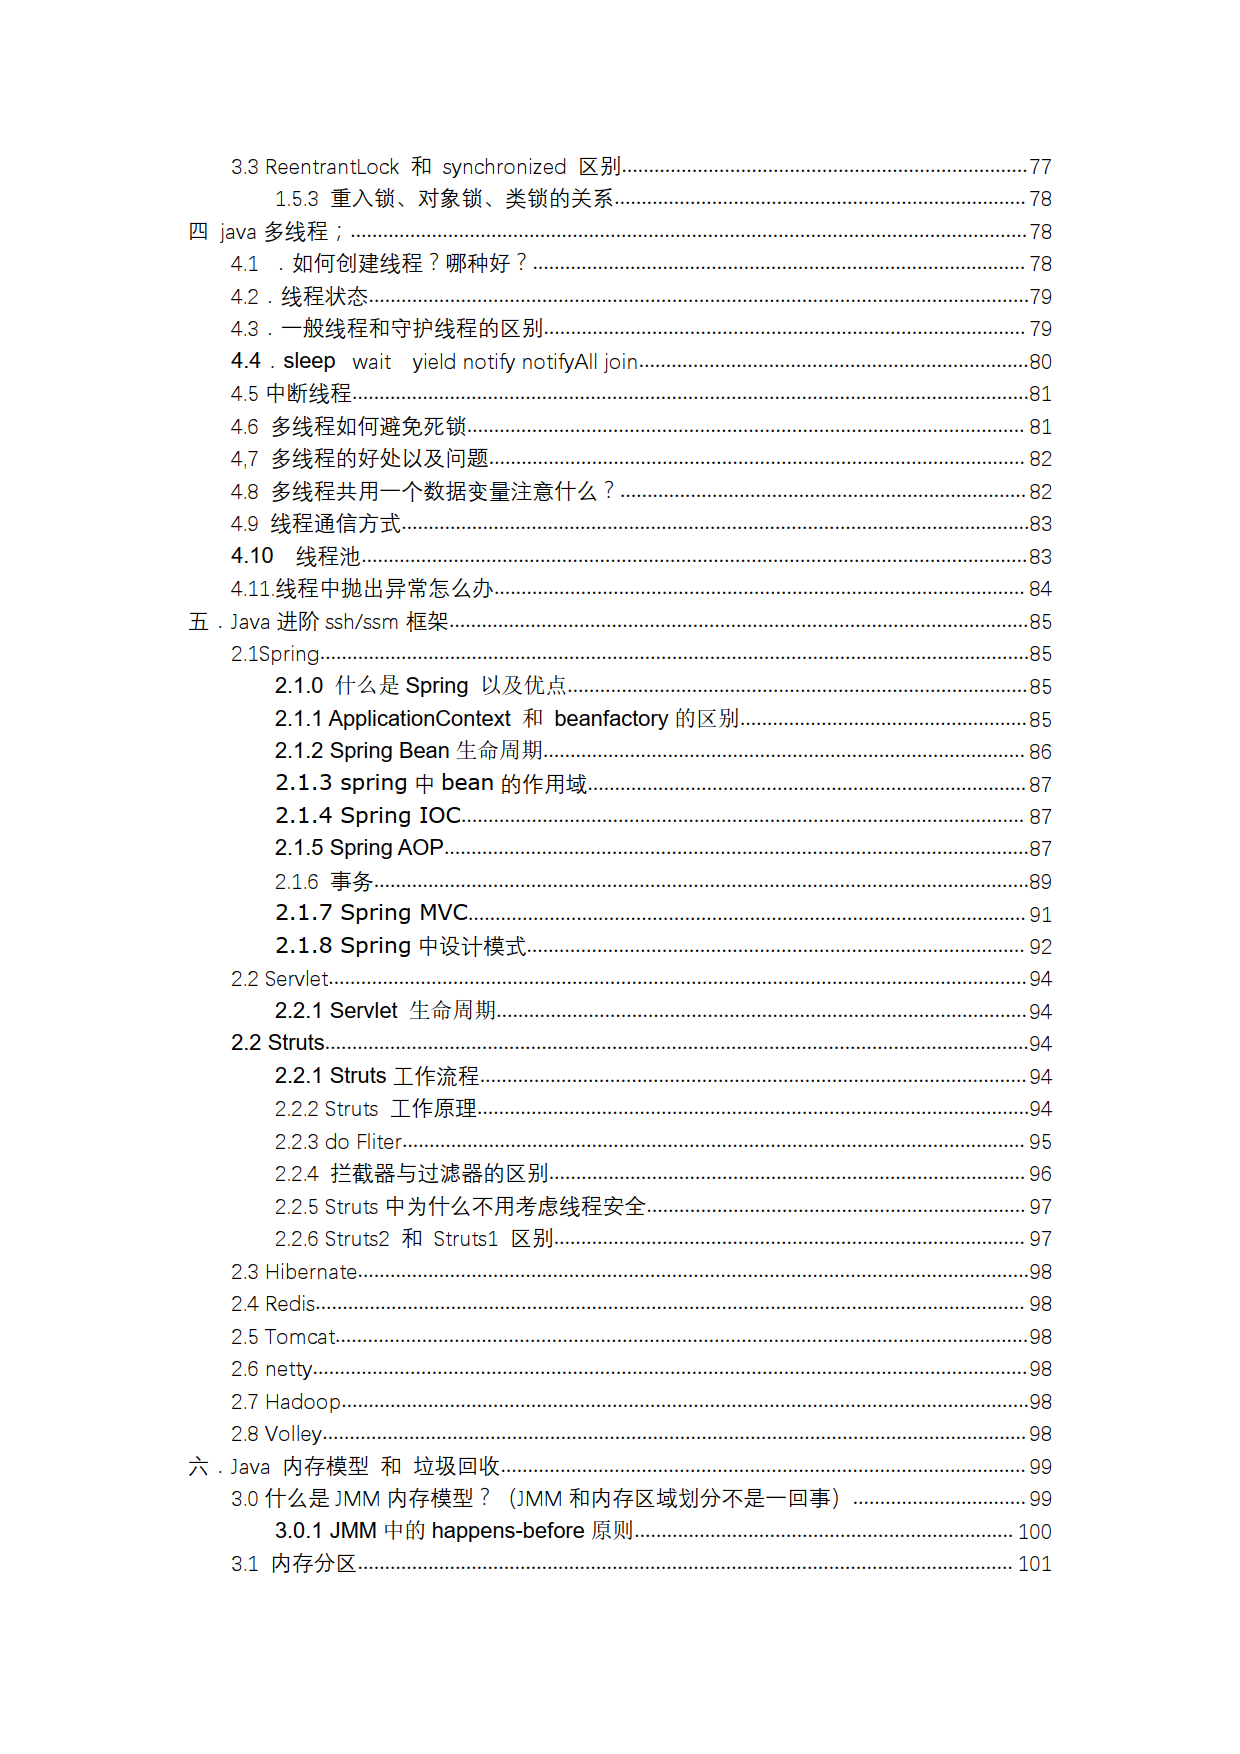 3.3 ReentrantLock 和 synchronized 区别 77
1.5.3 重入锁、对象锁、类锁的关系 78
四 java 多线程； 78
4.1 ．如何创建线程？哪种好？ 78
4.2．线程状态 79
4.3．一般线程和守护线程的区别 79
4.4．sleep wait yield notify notifyAll join 80
4.5 中断线程 81
4.6 多线程如何避免死锁 81
4,7 多线程的好处以及问题 82
4.8 多线程共用一个数据变量注意什么？ 82
4.9 线程通信方式 83
4.10 线程池 83
4.11.线程中抛出异常怎么办 84
五．Java 进阶 ssh/ssm 框架 85
2.1Spring 85
2.1.0 什么是 Spring 以及优点 85
2.1.1 ApplicationContext 和 beanfactory 的区别 85
2.1.2 Spring Bean 生命周期 86
2.1.3 spring 中 bean 的作用域 87
2.1.4 Spring IOC 87
2.1.5 Spring AOP 87
2.1.6 事务 89
2.1.7 Spring MVC 91
2.1.8 Spring 中设计模式 92
2.2 Servlet 94
2.2.1 Servlet 生命周期 94
2.2 Struts 94
2.2.1 Struts 工作流程 94
2.2.2 Struts 工作原理 94
2.2.3 do Fliter 95
2.2.4 拦截器与过滤器的区别 96
2.2.5 Struts 中为什么不用考虑线程安全 97
2.2.6 Struts2 和 Struts1 区别 97
2.3 Hibernate 98
2.4 Redis 98
2.5 Tomcat 98
2.6 netty 98
2.7 Hadoop 98
2.8 Volley 98
六．Java 内存模型 和 垃圾回收 99
3.0 什么是 JMM 内存模型？（JMM 和内存区域划分不是一回事） 99
3.0.1 JMM 中的 happens-before 原则 100
3.1 内存分区 101